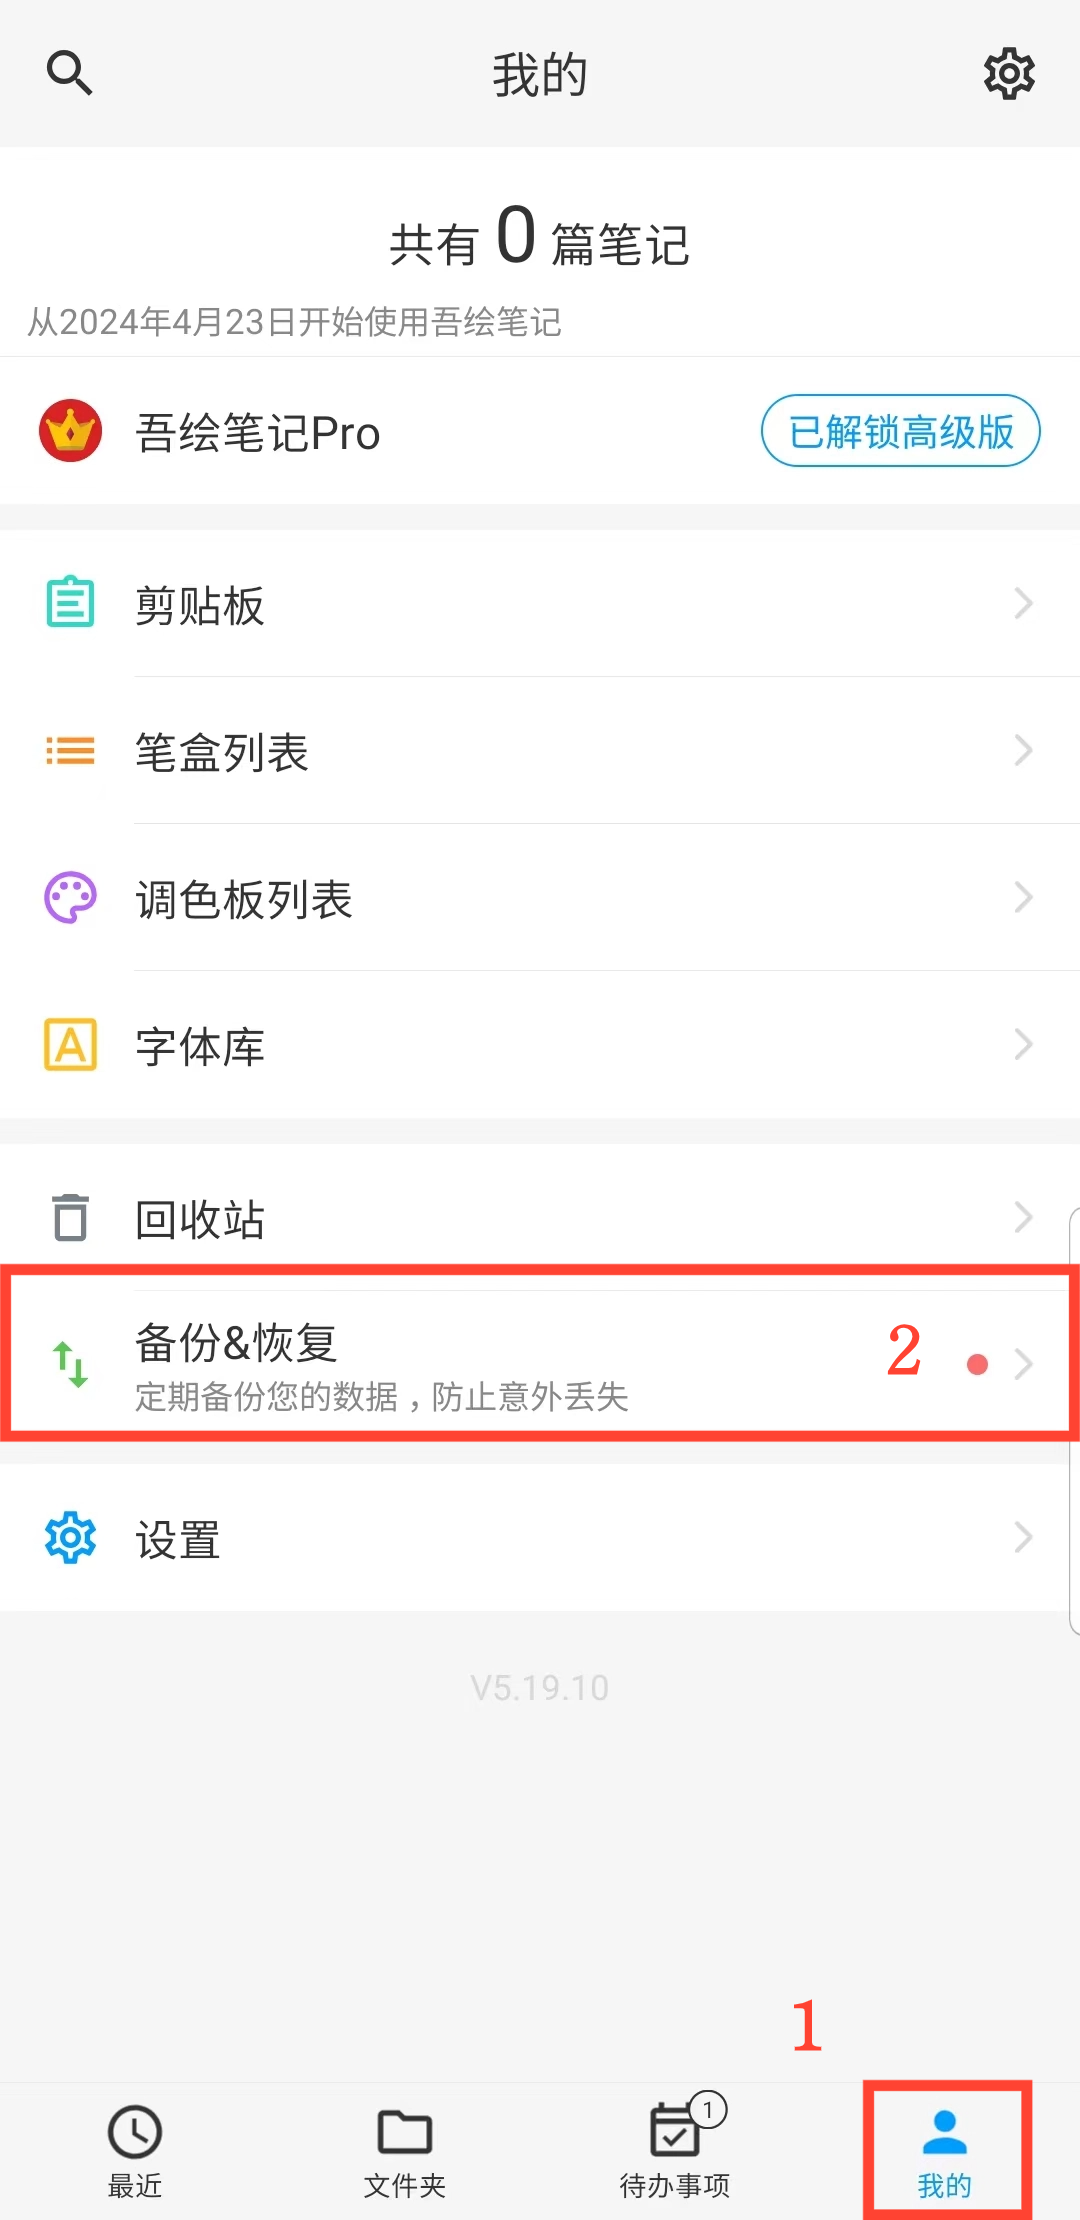 我的
共有 0 篇笔记
从2024年4月23日开始使用吾绘笔记
吾绘笔记Pro
已解锁高级版
剪贴板
笔盒列表
调色板列表
字体库
回收站
备份&恢复
2
定期备份您的数据，防止意外丢失
设置
V5.19.10
1
1
最近
文件夹
待办事项
我的